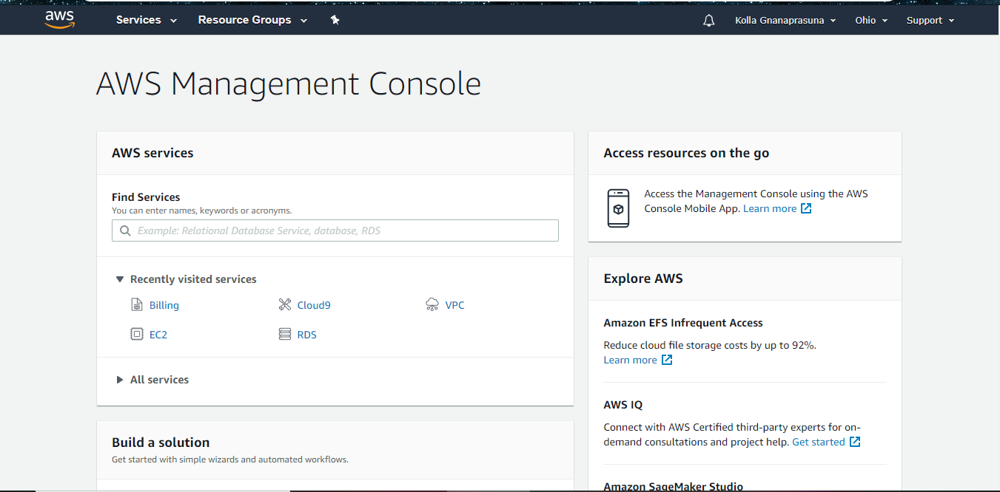 aws
Services
Resource Groups
Kolla Gnanaprasuna
Ohio
Support
AWS Management Console
AWS services
Find Services
You can enter names, keywords or acronyms.
Example: Relational Database Service, database, RDS
Recently visited services
Billing
Cloud9
VPC
EC2
RDS
All services
Build a solution
Get started with simple wizards and automated workflows.
Access resources on the go
Access the Management Console using the AWS
Console Mobile App. Learn more
Explore AWS
Amazon EFS Infrequent Access
Reduce cloud file storage costs by up to 92%.
Learn more
AWS IQ
Connect with AWS Certified third-party experts for on-
demand consultations and project help. Get started
Amazon SageMaker Studio